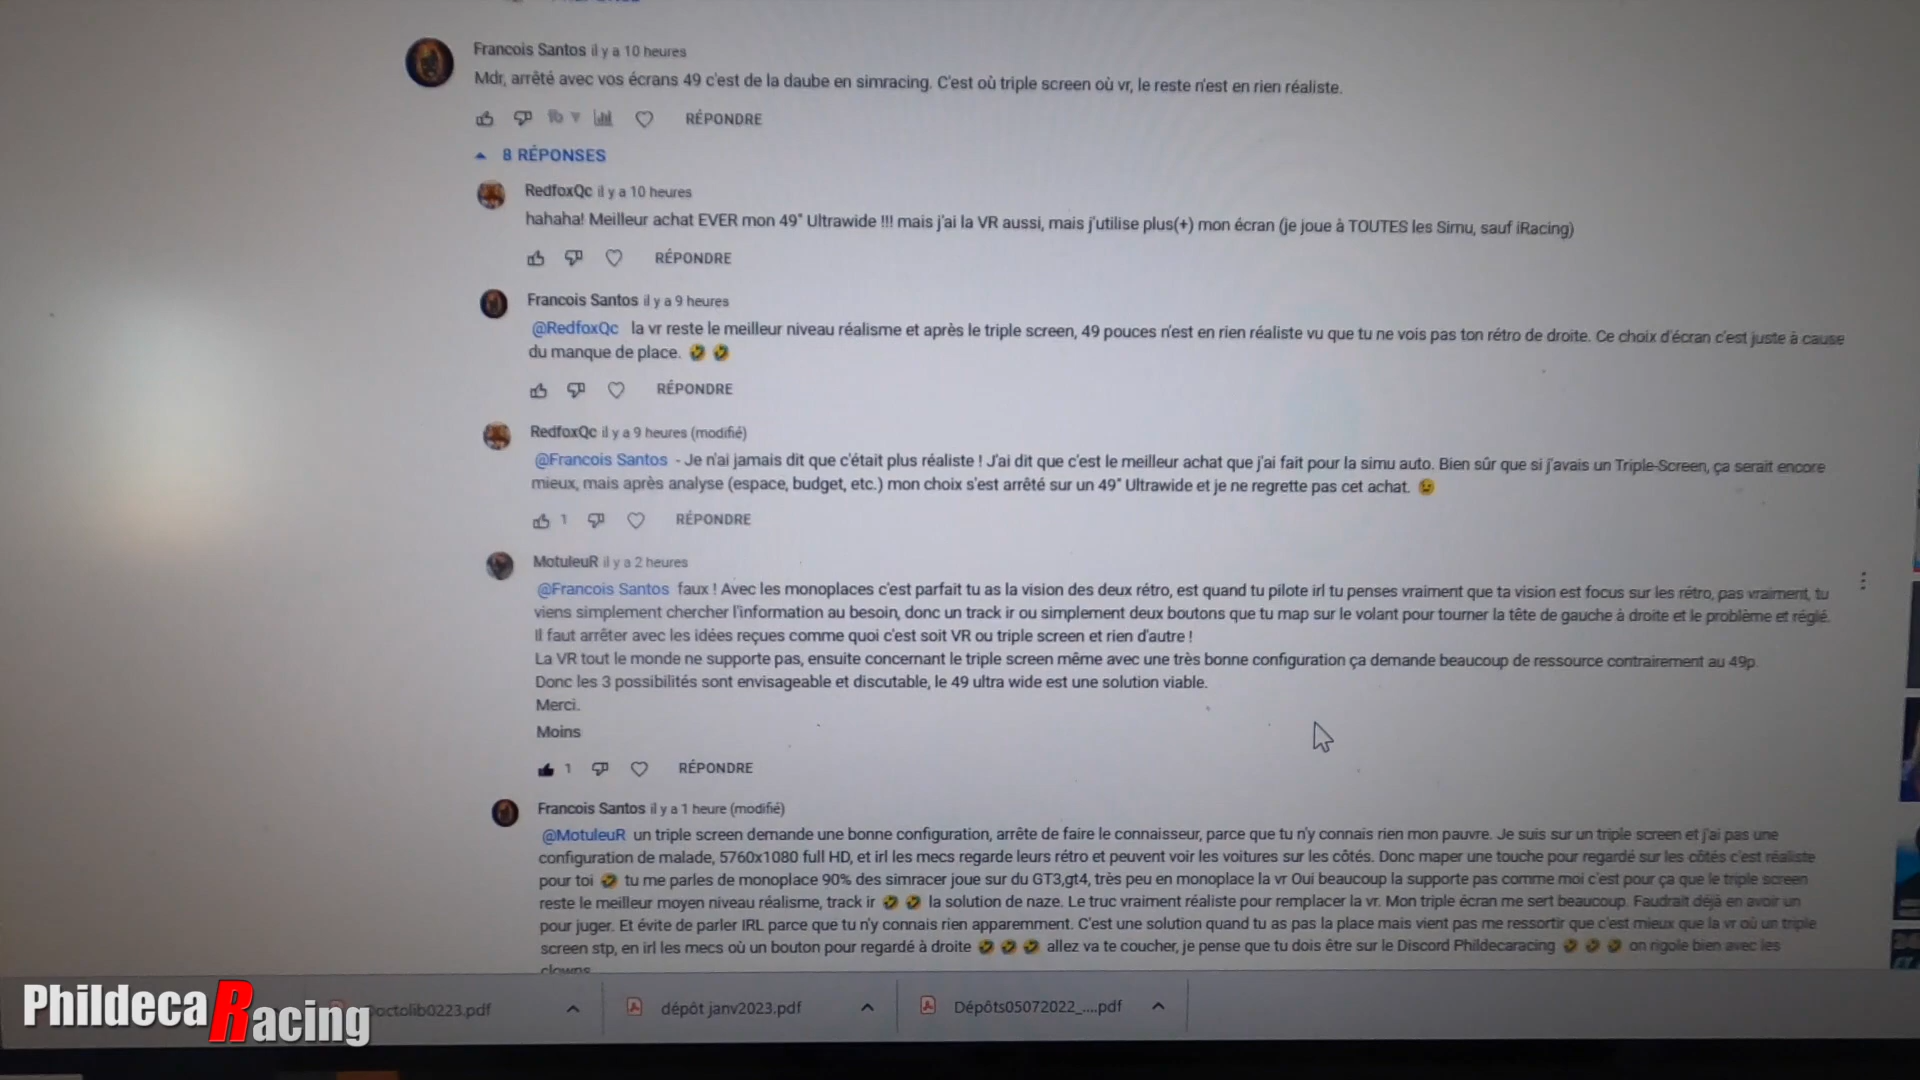 Francois Santos il y a 10 heures
Mdr, arrêté avec vos écrans 49 c'est de la daube en simracing. C'est où triple screen où vr, le reste n'est en rien réaliste.
RÉPONDRE
8 RÉPONSES
RedfoxQc il y a 10 heures
hahaha! Meilleur achat EVER mon 49" Ultrawide !!! mais j'ai la VR aussi, mais j'utilise plus(+) mon écran (je joue à TOUTES les Simu, sauf iRacing)
RÉPONDRE
Francois Santos il y a 9 heures
@RedfoxQc la vr reste le meilleur niveau réalisme et après le triple screen, 49 pouces n'est en rien réaliste vu que tu ne vois pas ton rétro de droite. Ce choix d'écran c'est juste à cause
du manque de place. 🤣 🤣
RÉPONDRE
RedfoxQc il y a 9 heures (modifié)
@Francois Santos - Je n'ai jamais dit que c'était plus réaliste ! J'ai dit que c'est le meilleur achat que j'ai fait pour la simu auto. Bien sûr que si j'avais un Triple-Screen, ça serait encore
mieux, mais après analyse (espace, budget, etc.) mon choix s'est arrêté sur un 49" Ultrawide et je ne regrette pas cet achat. 😉
1 RÉPONDRE
MotuleuR il y a 2 heures
@Francois Santos faux ! Avec les monoplaces c'est parfait tu as la vision des deux rétro, est quand tu pilote irl tu penses vraiment que ta vision est focus sur les rétro, pas vraiment, tu
viens simplement chercher l'information au besoin, donc un track ir ou simplement deux boutons que tu map sur le volant pour tourner la tête de gauche à droite et le problème et réglé.
Il faut arrêter avec les idées reçues comme quoi c'est soit VR ou triple screen et rien d'autre !
La VR tout le monde ne supporte pas, ensuite concernant le triple screen même avec une très bonne configuration ça demande beaucoup de ressource contrairement au 49p.
Donc les 3 possibilités sont envisageable et discutable, le 49 ultra wide est une solution viable.
Merci.
Moins
1 RÉPONDRE
Francois Santos il y a 1 heure (modifié)
@MotuleuR un triple screen demande une bonne configuration, arrête de faire le connaisseur, parce que tu n'y connais rien mon pauvre. Je suis sur un triple screen et j'ai pas une
configuration de malade, 5760x1080 full HD, et irl les mecs regarde leurs rétro et peuvent voir les voitures sur les côtés. Donc maper une touche pour regardé sur les côtés c'est réaliste
pour toi 🤣 tu me parles de monoplace 90% des simracer joue sur du GT3,gt4, très peu en monoplace la vr Oui beaucoup la supporte pas comme moi c'est pour ça que le triple screen
reste le meilleur moyen niveau réalisme, track ir 🤣 🤣 la solution de naze. Le truc vraiment réaliste pour remplacer la vr. Mon triple écran me sert beaucoup. Faudrait déjà en avoir un
pour juger. Et évite de parler IRL parce que tu n'y connais rien apparemment. C'est une solution quand tu as pas la place mais vient pas me ressortir que c'est mieux que la vr où un triple
screen stp, en irl les mecs où un bouton pour regardé à droite 🤣 🤣 🤣 allez va te coucher, je pense que tu dois être sur le Discord Phildecaracing 🤣 🤣 🤣 on rigole bien avec les
clowns
Phildeca Racing
octolib0223.pdf
dépôt janv2023.pdf
Dépôts05072022_....pdf